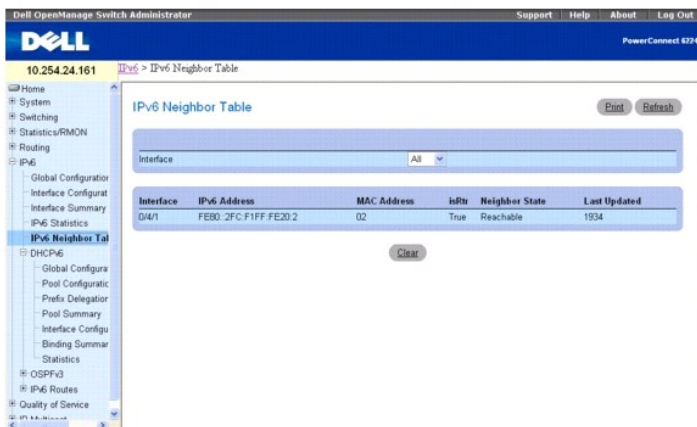 Dell OpenManage Switch Administrator
Support Help About Log Out
DELL
PowerConnect 6224
10.254.24.161
IPv6 > IPv6 Neighbor Table
Home
System
Switching
Statistics/RMON
Routing
IPv6
Global Configuration
Interface Configurat
Interface Summary
IPv6 Statistics
IPv6 Neighbor Tal
DHCPv6
Global Configura
Pool Configuratic
Prefix Delegation
Pool Summary
Interface Configu
Binding Summar
Statistics
OSPFv3
IPv6 Routes
Quality of Service
IPv6 Neighbor Table
Print Refresh
Interface All
Interface IPv6 Address MAC Address isRtr Neighbor State Last Updated
0/4/1 FE80::2FC:F1FF:FE20:2 02 True Reachable 1934
Clear